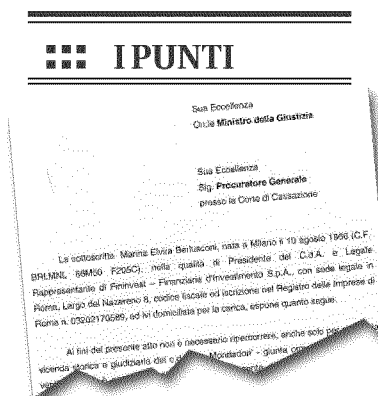 I PUNTI
Sua Eccellenza
On.le Ministro della Giustizia
Sua Eccellenza
Sig. Procuratore Generale
presso la Corte di Cassazione
La sottoscritta Marina Elvira Berlusconi, nata a Milano il 10 agosto 1966 (C.F.
BRLMNL 66M50 F205C), nella qualità di Presidente del C.d.A. e Legale
Rappresentante di Fininvest – Finanziaria d'Investimento S.p.A., con sede legale in
Roma, Largo del Nazareno 8, codice fiscale ed iscrizione nel Registro delle Imprese di
Roma n. 03202170589, ed ivi domiciliata per la carica, espone quanto segue.
Ai fini del presente atto non è necessario ripercorrere, anche solo
vicenda storica e giudiziaria del Mondadori - giunta